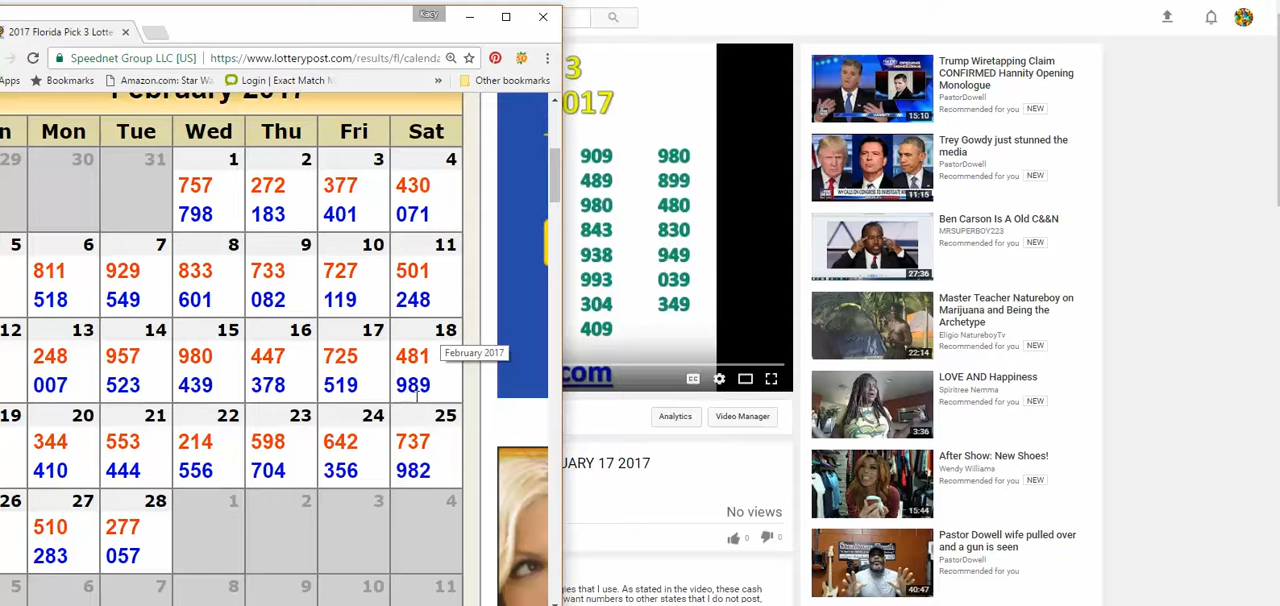 Kacy
2017 Florida Pick 3 Lotte
Speednet Group LLC [US] https://www.lotterypost.com/results/fl/calenda
Apps Bookmarks Amazon.com: Star Wa Login | Exact Match M » Other bookmarks
February 2017
n Mon Tue Wed Thu Fri Sat
29 30 31 1 2 3 4
757 272 377 430
798 183 401 071
5 6 7 8 9 10 11
811 929 833 733 727 501
518 549 601 082 119 248
12 13 14 15 16 17 18
248 957 980 447 725 481
007 523 439 378 519 989
February 2017
19 20 21 22 23 24 25
344 553 214 598 642 737
410 444 556 704 356 982
26 27 28 1 2 3 4
510 277
283 057
5 6 7 8 9 10 11
3
017
909 980
489 899
980 480
843 830
938 949
993 039
304 349
409
com
CC
Analytics Video Manager
JARY 17 2017
No views
0 0
gies that I use. As stated in the video, these cash
want numbers to other states that I do not post,
Trump Wiretapping Claim
CONFIRMED Hannity Opening
Monologue
PastorDowell
Recommended for you NEW
15:10
Trey Gowdy just stunned the
media
PastorDowell
Recommended for you NEW
11:15
Ben Carson Is A Old C&&N
MRSUPERBOY223
Recommended for you NEW
27:36
Master Teacher Natureboy on
Marijuana and Being the
Archetype
Eligio NatureboyTv
Recommended for you NEW
22:14
LOVE AND Happiness
Spiritree Nemma
Recommended for you NEW
3:36
After Show: New Shoes!
Wendy Williams
Recommended for you NEW
15:44
Pastor Dowell wife pulled over
and a gun is seen
PastorDowell
Recommended for you
40:47